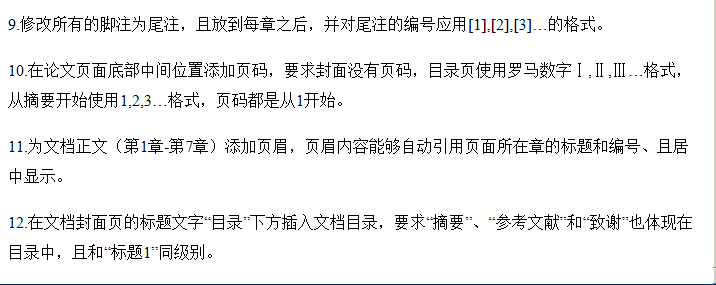 9.修改所有的脚注为尾注，且放到每章之后，并对尾注的编号应用[1],[2],[3]…的格式。
10.在论文页面底部中间位置添加页码，要求封面没有页码，目录页使用罗马数字Ⅰ,Ⅱ,Ⅲ…格式，
从摘要开始使用1,2,3…格式，页码都是从1开始。
11.为文档正文（第1章-第7章）添加页眉，页眉内容能够自动引用页面所在章的标题和编号、且居
中显示。
12.在文档封面页的标题文字“目录”下方插入文档目录，要求“摘要”、“参考文献”和“致谢”也体现在
目录中，且和“标题1”同级别。